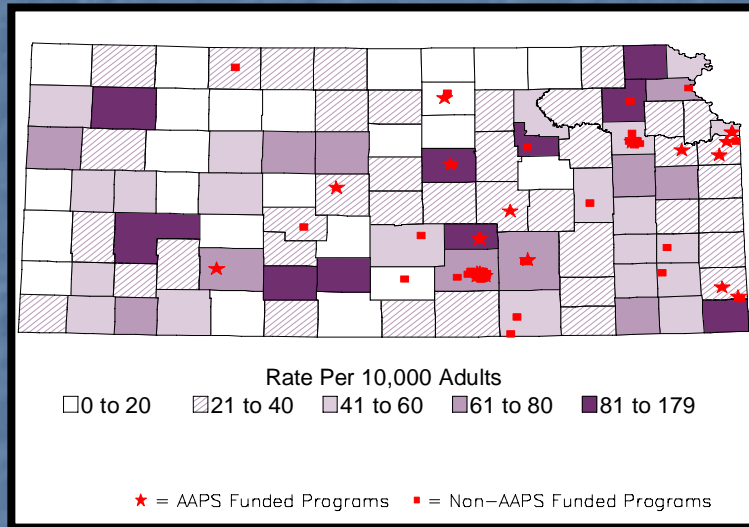 Rate Per 10,000 Adults
0 to 20 21 to 40 41 to 60 61 to 80 81 to 179
= AAPS Funded Programs = Non-AAPS Funded Programs